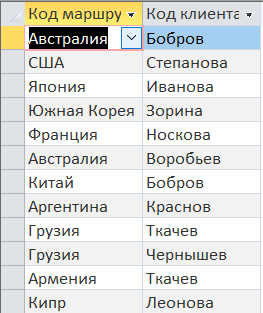 Код маршру Код клиента
Австралия Бобров
США Степанова
Япония Иванова
Южная Корея Зорина
Франция Носкова
Австралия Воробьев
Китай Бобров
Аргентина Краснов
Грузия Ткачев
Грузия Чернышев
Армения Ткачев
Кипр Леонова